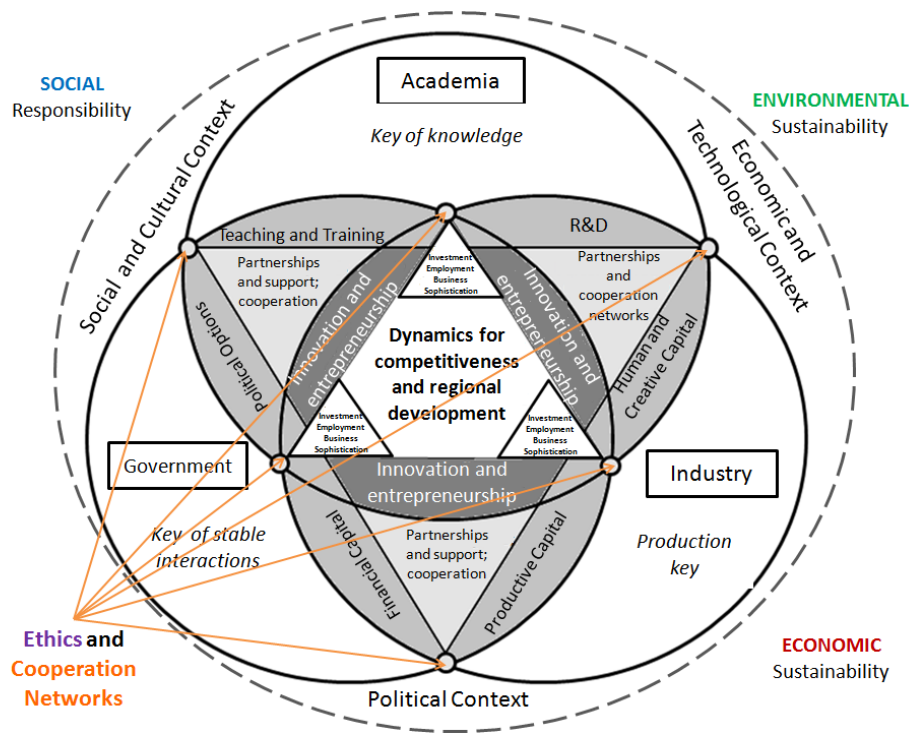 Academia
SOCIAL
Responsibility
ENVIRONMENTAL
Sustainability
Key of knowledge
Social and Cultural Context
Economic and
Technological Context
Teaching and Training
R&D
Partnerships
and support;
cooperation
Investment
Employment
Business
Sophistication
Partnerships
and
cooperation
networks
Innovation and
entrepreneurship
Innovation and
entrepreneurship
Political Options
Human and
Creative Capital
Dynamics for
competitiveness
and regional
development
Investment
Employment
Business
Sophistication
Investment
Employment
Business
Sophistication
Government
Industry
Innovation and
entrepreneurship
Key of stable
interactions
Production
key
Financial Capital
Partnerships
and support;
cooperation
Productive Capital
Ethics and
Cooperation
Networks
ECONOMIC
Sustainability
Political Context